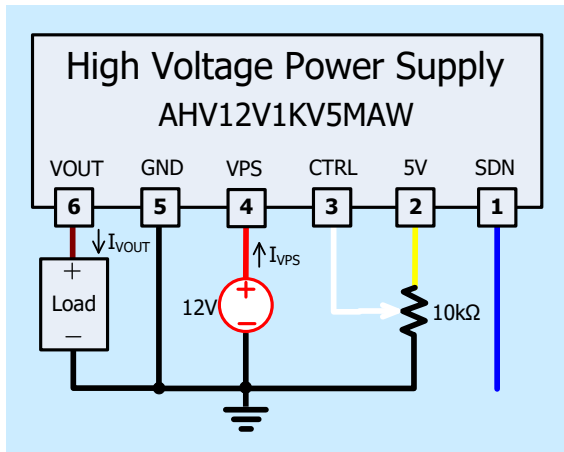 High Voltage Power Supply
AHV12V1KV5MAW
VOUT GND VPS CTRL 5V SDN
6 5 4 3 2 1
IVOUT IVPS
+ +
Load 12V 10kΩ
− −